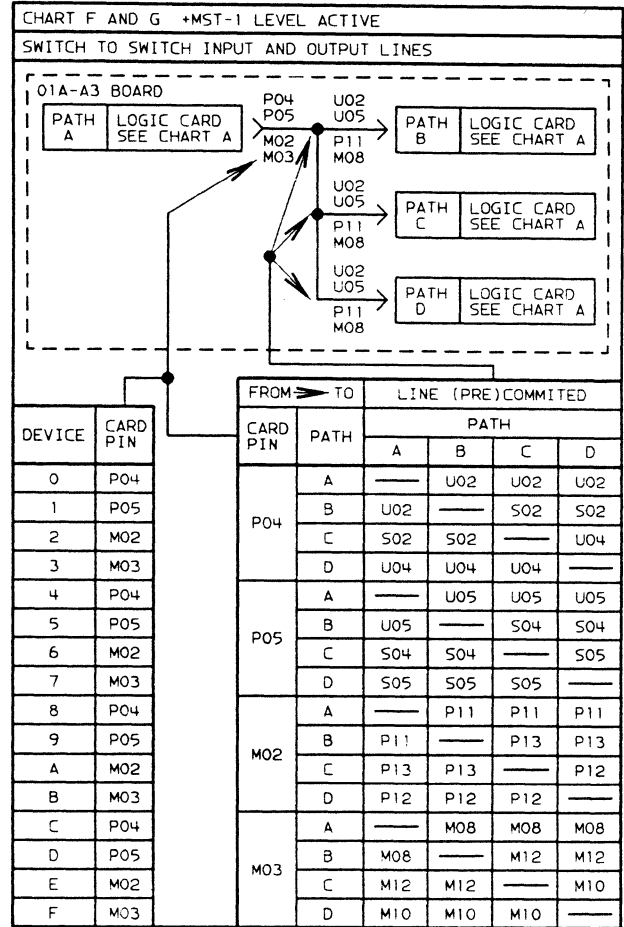 CHART F AND G +MST-1 LEVEL ACTIVE
SWITCH TO SWITCH INPUT AND OUTPUT LINES
01A-A3 BOARD
PATH A LOGIC CARD SEE CHART A
P04
P05
M02
M03
U02
U05
P11
M08
PATH B LOGIC CARD SEE CHART A
U02
U05
P11
M08
PATH C LOGIC CARD SEE CHART A
U02
U05
P11
M08
PATH D LOGIC CARD SEE CHART A
DEVICE CARD PIN
0 P04
1 P05
2 M02
3 M03
4 P04
5 P05
6 M02
7 M03
8 P04
9 P05
A M02
B M03
C P04
D P05
E M02
F M03
FROM TO LINE (PRE)COMMITED
CARD PIN PATH PATH
A B C D
P04
A — U02 U02 U02
B U02 — S02 S02
C S02 S02 — U04
D U04 U04 U04 —
P05
A — U05 U05 U05
B U05 — S04 S04
C S04 S04 — S05
D S05 S05 S05 —
M02
A — P11 P11 P11
B P11 — P13 P13
C P13 P13 — P12
D P12 P12 P12 —
M03
A — M08 M08 M08
B M08 — M12 M12
C M12 M12 — M10
D M10 M10 M10 —